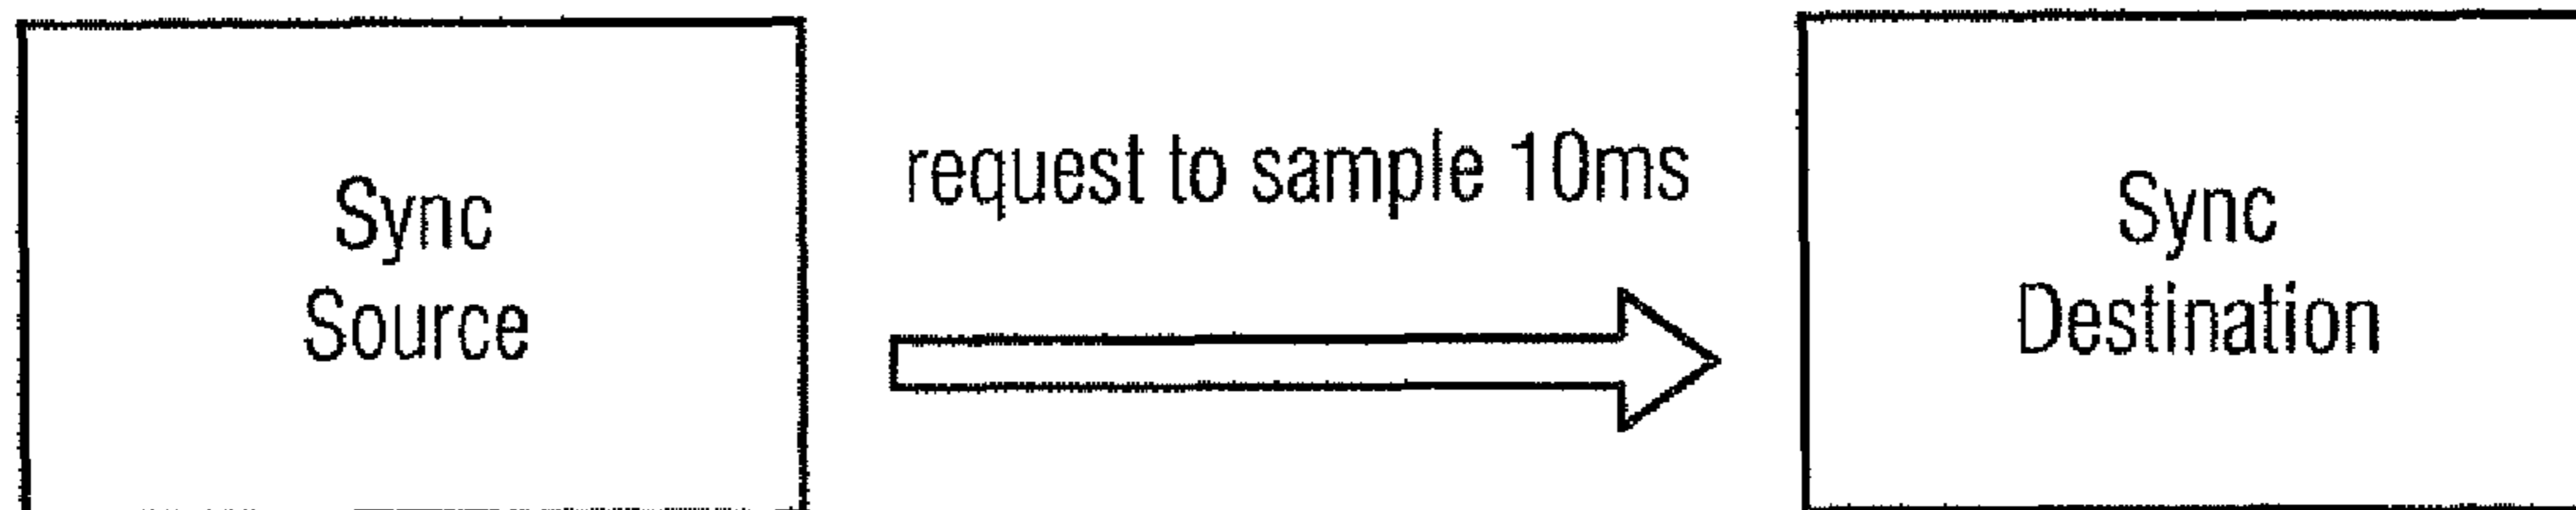 Sync
Source
request to sample 10ms
Sync
Destination